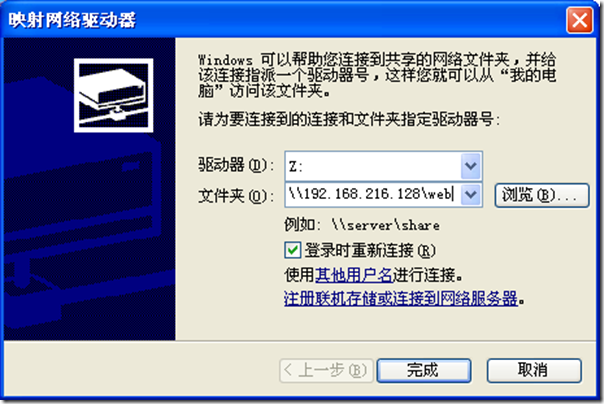 映射网络驱动器
Windows 可以帮助您连接到共享的网络文件夹，并给
该连接指派一个驱动器号，这样您就可以从“我的电
脑”访问该文件夹。
请为要连接到的连接和文件夹指定驱动器号:
驱动器(D): Z:
文件夹(O): \\192.168.216.128\web 浏览(B)...
例如: \\server\share
登录时重新连接(R)
使用其他用户名进行连接。
注册联机存储或连接到网络服务器。
< 上一步(B) 完成 取消